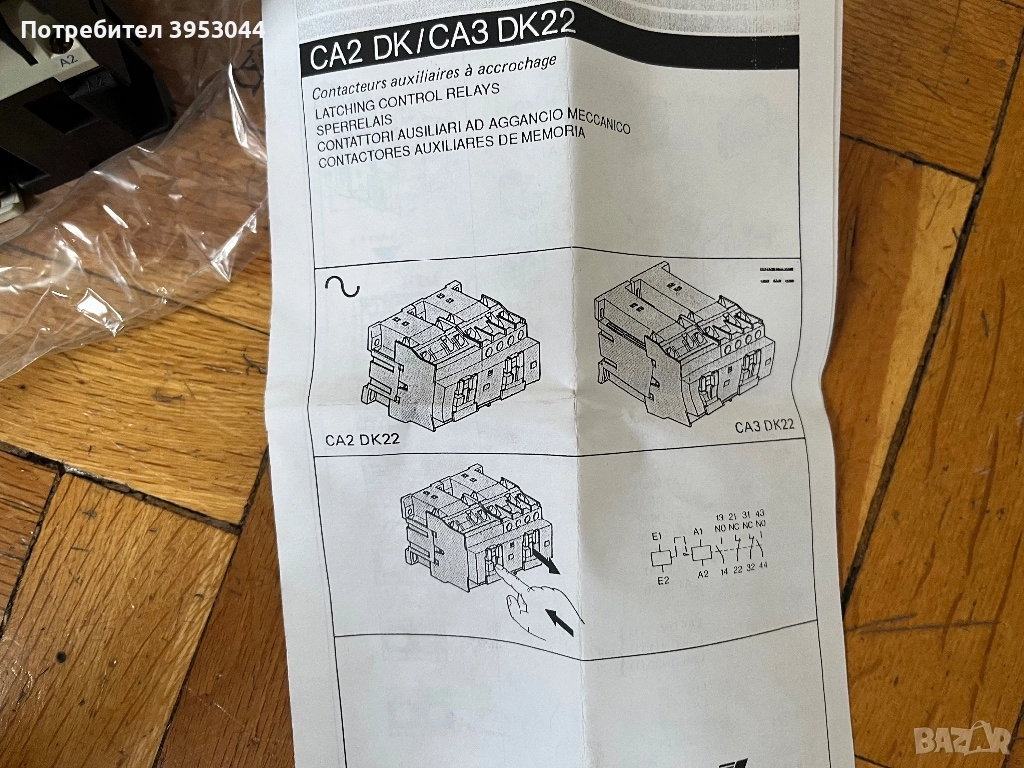 Потребител 3953044
A2
CA2 DK/CA3 DK22
Contacteurs auxiliaires à accrochage
LATCHING CONTROL RELAYS
SPERRELAIS
CONTATTORI AUSILIARI AD AGGANCIO MECCANICO
CONTACTORES AUXILIARES DE MEMORIA
CA2 DK22
CA3 DK22
13 21 31 43
NO NC NC NO
E1 A1
E2 A2 14 22 32 44
BAZAR